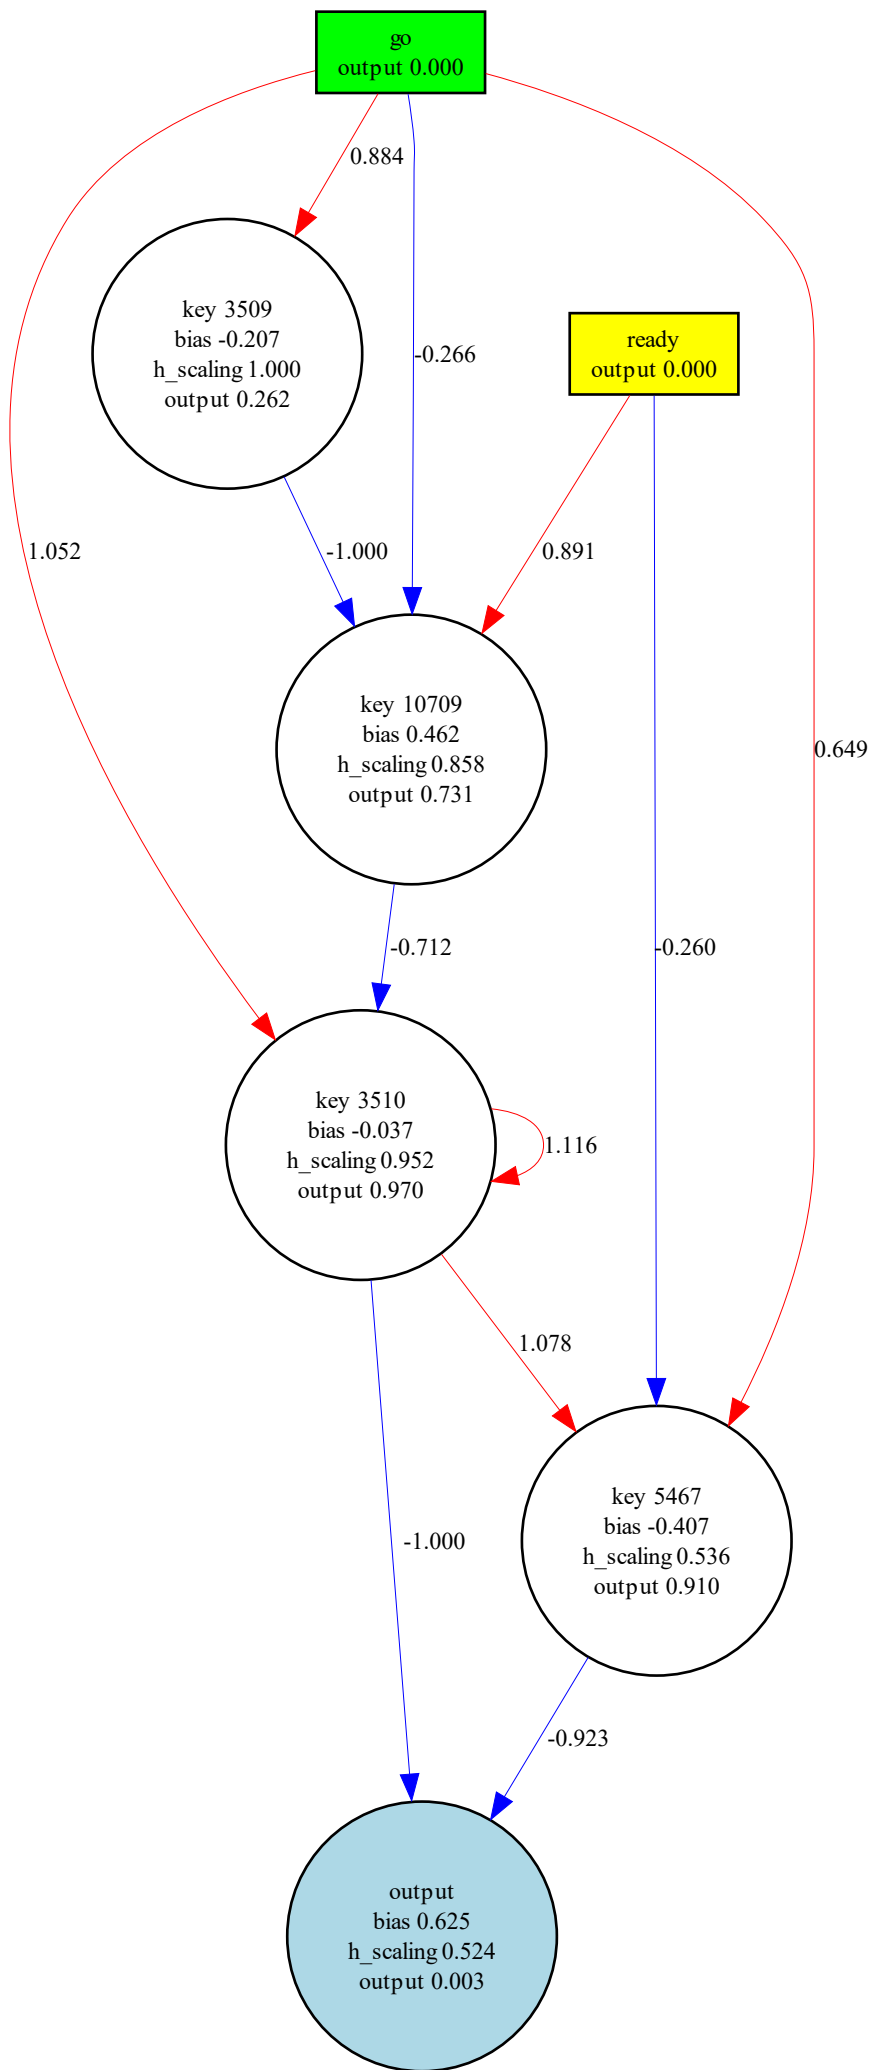 go
output 0.000
0.884
key 3509
bias -0.207
h_scaling 1.000
output 0.262
-0.266
ready
output 0.000
1.052
-1.000
0.891
key 10709
bias 0.462
h_scaling 0.858
output 0.731
0.649
-0.712
-0.260
key 3510
bias -0.037
h_scaling 0.952
output 0.970
1.116
1.078
key 5467
bias -0.407
h_scaling 0.536
output 0.910
-1.000
-0.923
output
bias 0.625
h_scaling 0.524
output 0.003